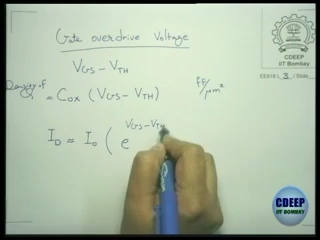 Gate overdrive Voltage
CDEEP
IIT Bombay
EE618 L 3 / Slide
VGS - VTH
Density of
Q = Cox (VGS - VTH) fF/μm²
ID = I0 ( e^VGS-VTH
CDEEP
IIT BOMBAY